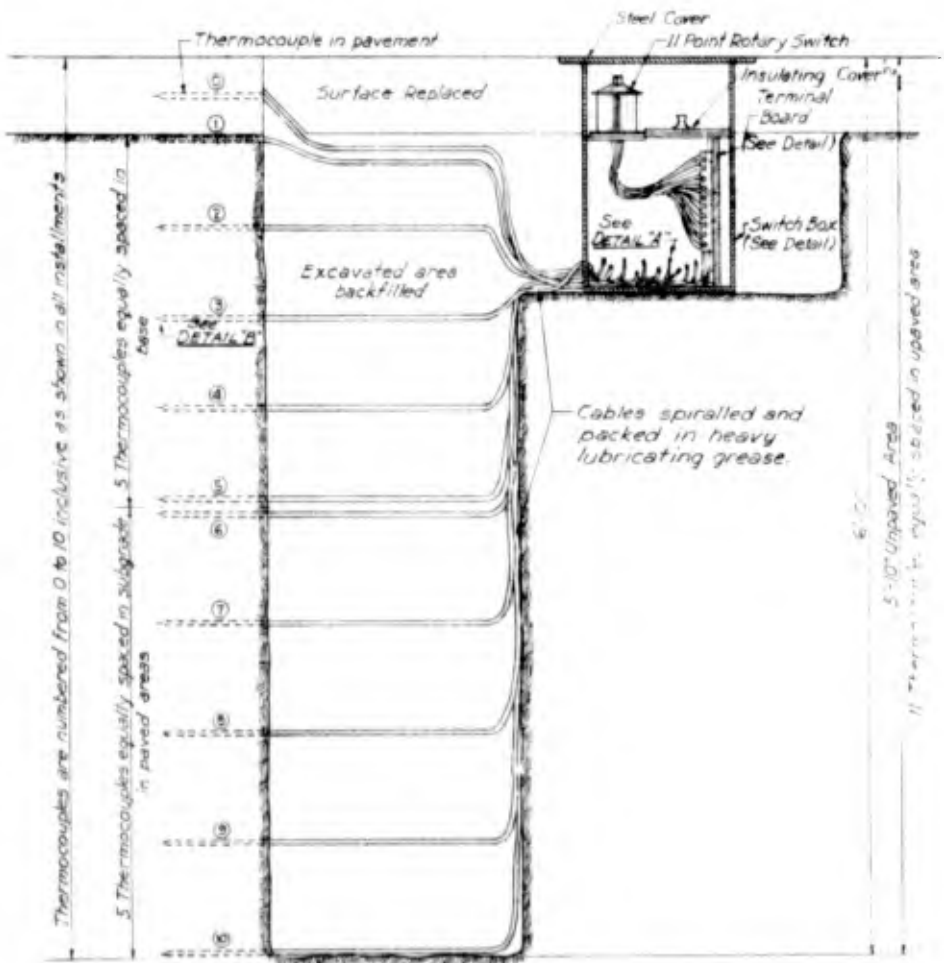 Steel Cover
Thermocouple in pavement
11 Point Rotary Switch
Insulating Cover
Terminal
Board
(See Detail)
Surface Replaced
0
1
2
See
DETAIL "A"
Switch Box
(See Detail)
Excavated area
backfilled
3
See
DETAIL "B"
4
Cables spiralled and
packed in heavy
lubricating grease.
5
6
7
8
9
10
Thermocouples are numbered from 0 to 10 inclusive as shown in all installments
5 Thermocouples equally spaced in
base
5 Thermocouples equally spaced in subgrade
in paved areas
5'-10" Unpaved Area
11 equally spaced in unpaved area